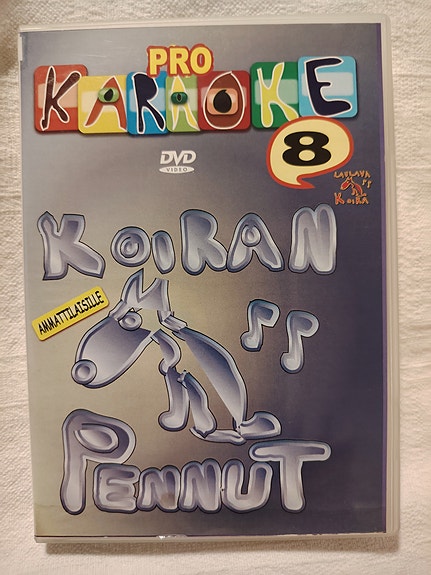 PRO
KARAOKE
8
DVD
VIDEO
LAULAVA
KOIRA
KOIRAN
AMMATTILAISILLE
PENNUT